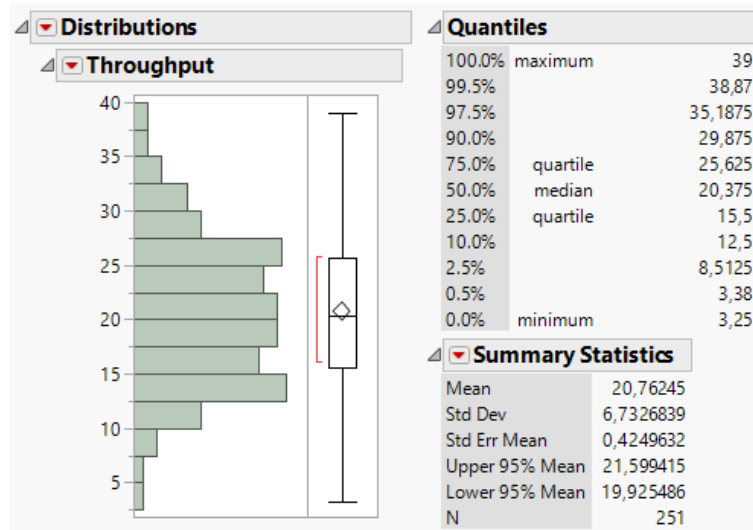 Distributions
Throughput
40
35
30
25
20
15
10
5
Quantiles
100.0% maximum 39
99.5% 38,87
97.5% 35,1875
90.0% 29,875
75.0% quartile 25,625
50.0% median 20,375
25.0% quartile 15,5
10.0% 12,5
2.5% 8,5125
0.5% 3,38
0.0% minimum 3,25
Summary Statistics
Mean 20,76245
Std Dev 6,7326839
Std Err Mean 0,4249632
Upper 95% Mean 21,599415
Lower 95% Mean 19,925486
N 251